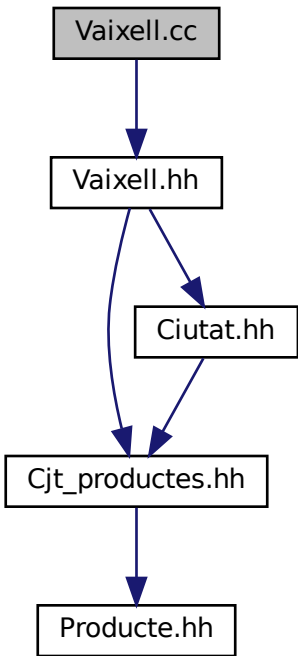 Vaixell.cc
Vaixell.hh
Ciutat.hh
Cjt_productes.hh
Producte.hh